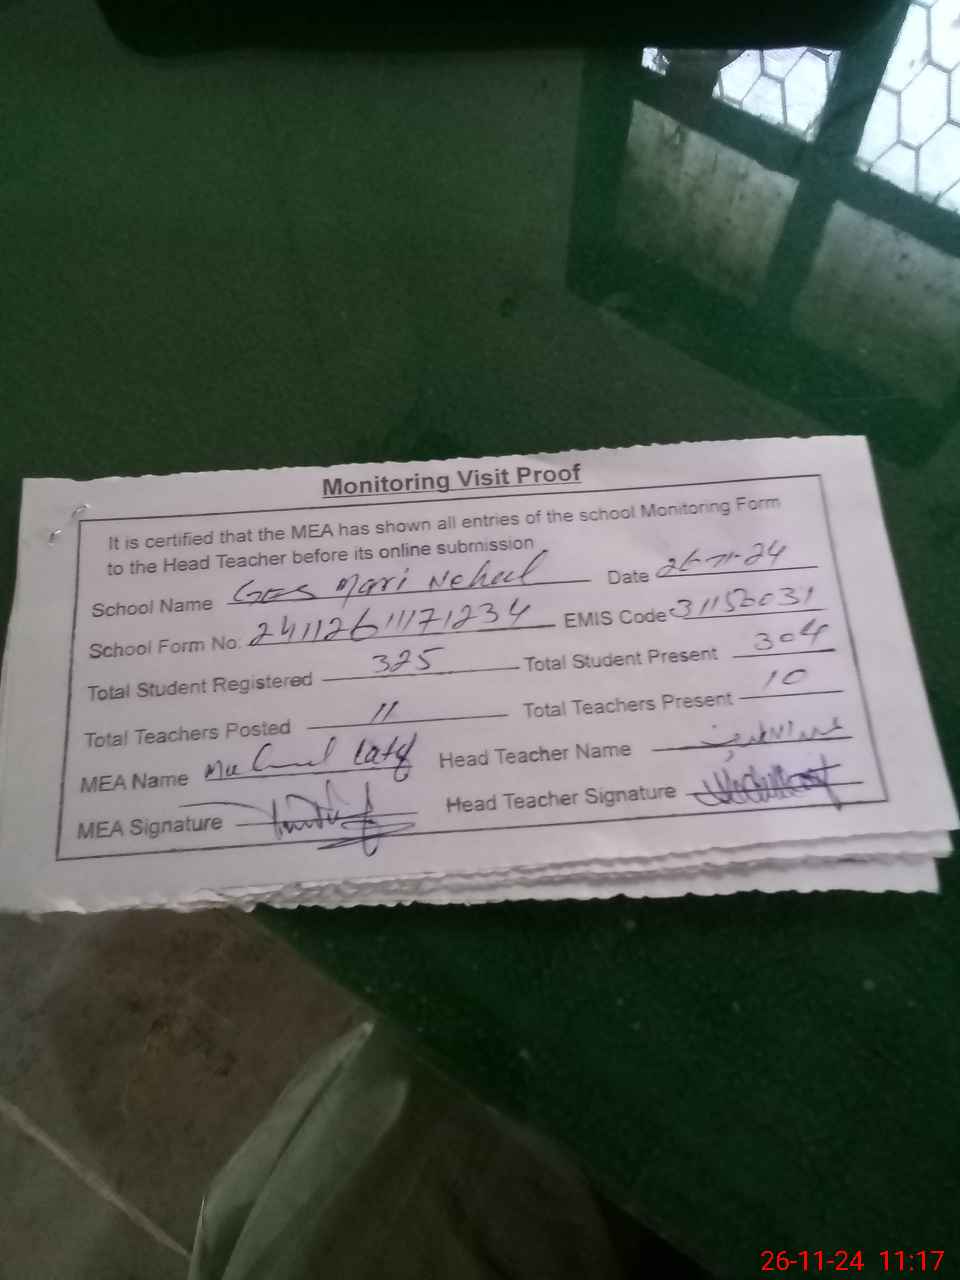 Monitoring Visit Proof
It is certified that the MEA has shown all entries of the school Monitoring Form
to the Head Teacher before its online submission
School Name GES Mari Date 26-11-24
School Form No. 24112611171234 EMIS Code 31150031
Total Student Registered 325 Total Student Present 304
Total Teachers Posted 11 Total Teachers Present 10
MEA Name Head Teacher Name
MEA Signature Head Teacher Signature
26-11-24 11:17